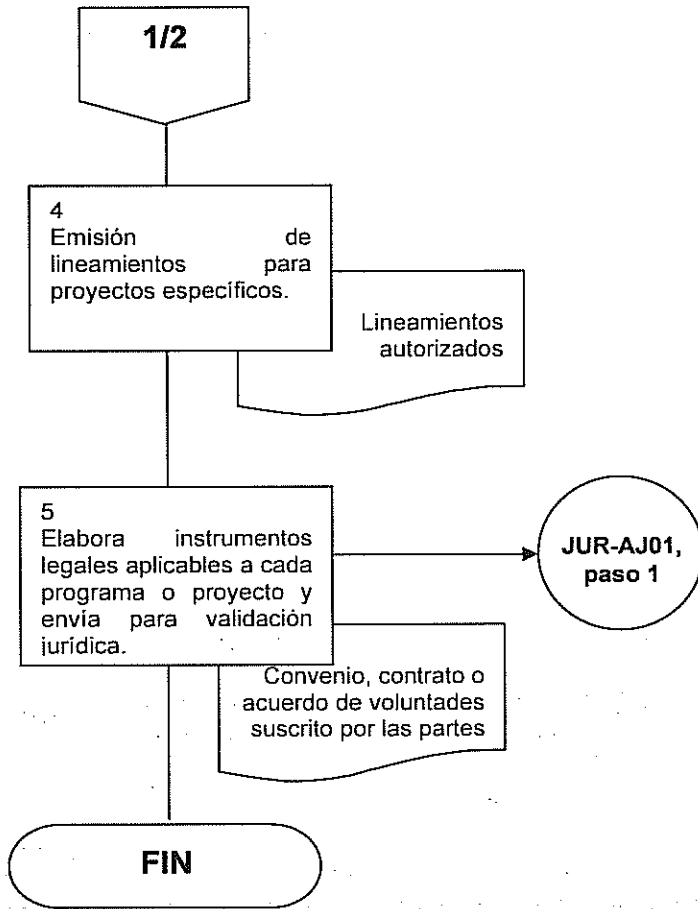 1/2
4
Emisión de
lineamientos para
proyectos específicos.
Lineamientos
autorizados
5
Elabora instrumentos
legales aplicables a cada
programa o proyecto y
envía para validación
jurídica.
JUR-AJ01,
paso 1
Convenio, contrato o
acuerdo de voluntades
suscrito por las partes
FIN